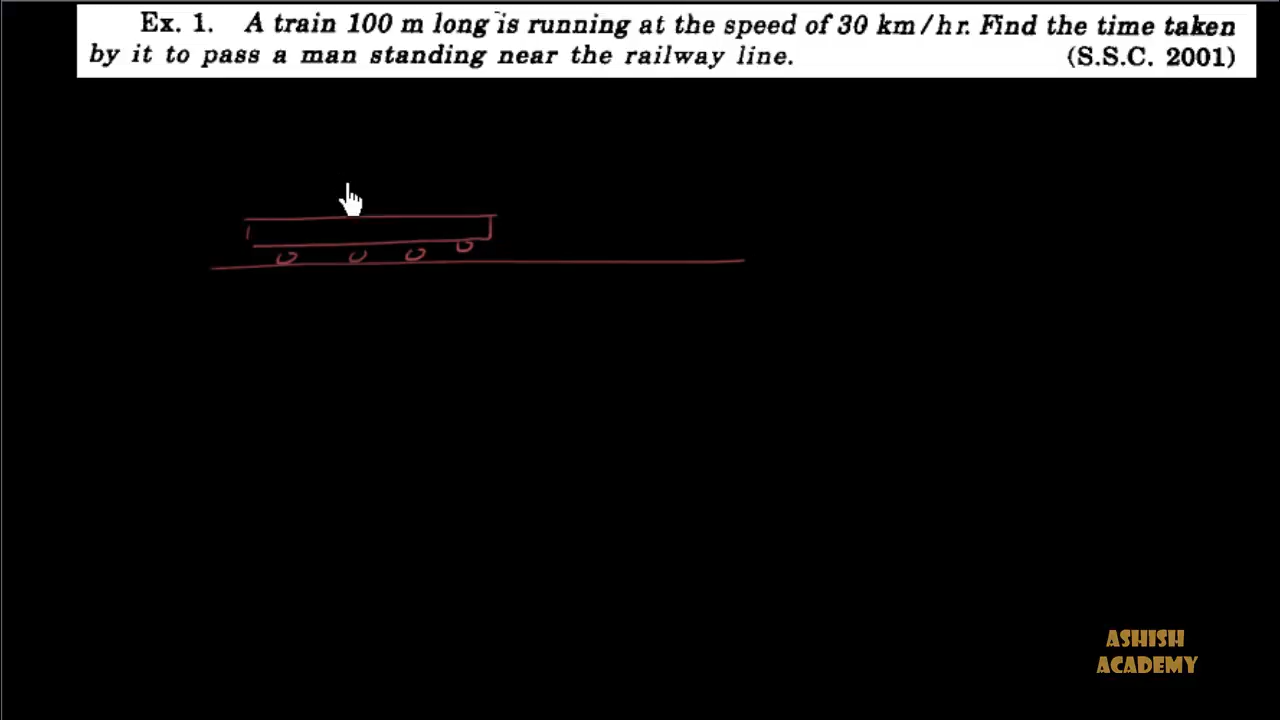 Ex. 1. A train 100 m long is running at the speed of 30 km/hr. Find the time taken
by it to pass a man standing near the railway line. (S.S.C. 2001)
ASHISH
ACADEMY